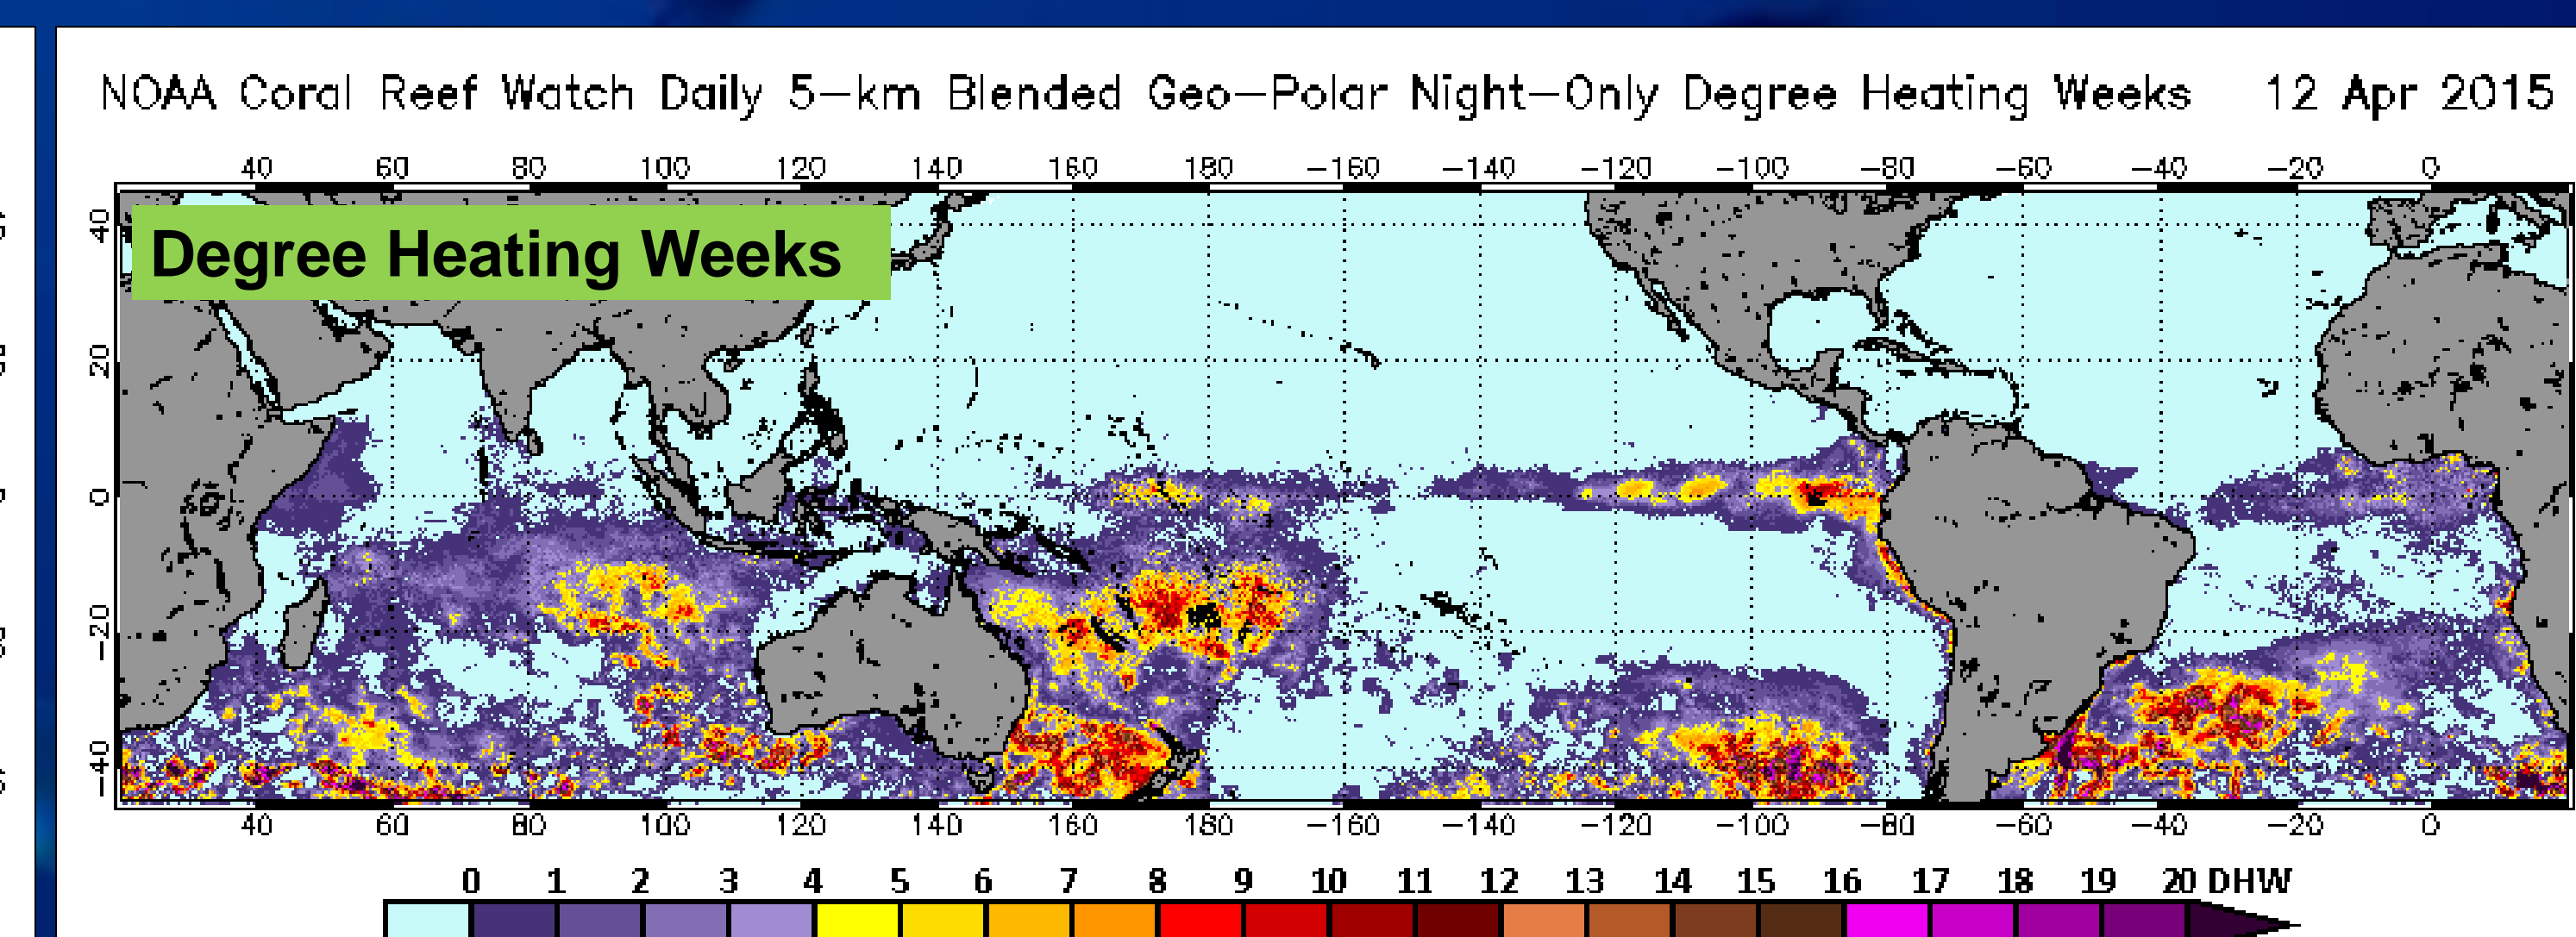 NOAA Coral Reef Watch Daily 5-km Blended Geo-Polar Night-Only Degree Heating Weeks 12 Apr 2015
40 60 80 100 120 140 160 180 -160 -140 -120 -100 -80 -60 -40 -20 0
40
Degree Heating Weeks
20
0
-20
-40
40 60 80 100 120 140 160 180 -160 -140 -120 -100 -80 -60 -40 -20 0
0 1 2 3 4 5 6 7 8 9 10 11 12 13 14 15 16 17 18 19 20 DHW